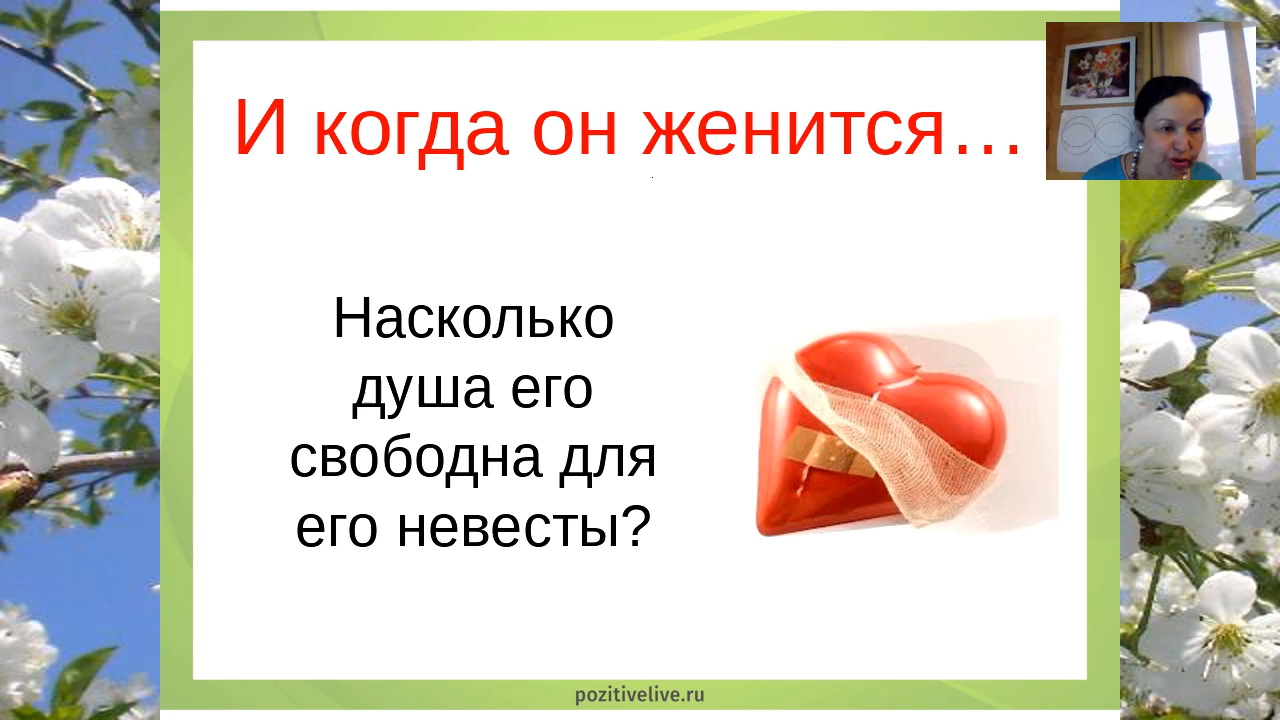 И когда он женится…
Насколько
душа его
свободна для
его невесты?
pozitivelive.ru